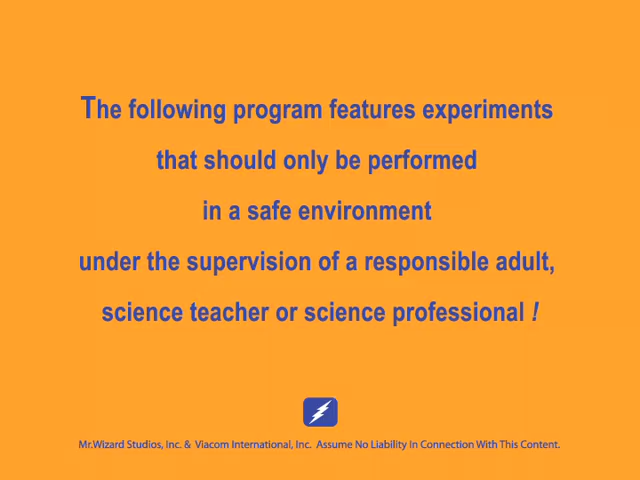 The following program features experiments
that should only be performed
in a safe environment
under the supervision of a responsible adult,
science teacher or science professional !
Mr.Wizard Studios, Inc. & Viacom International, Inc. Assume No Liability In Connection With This Content.